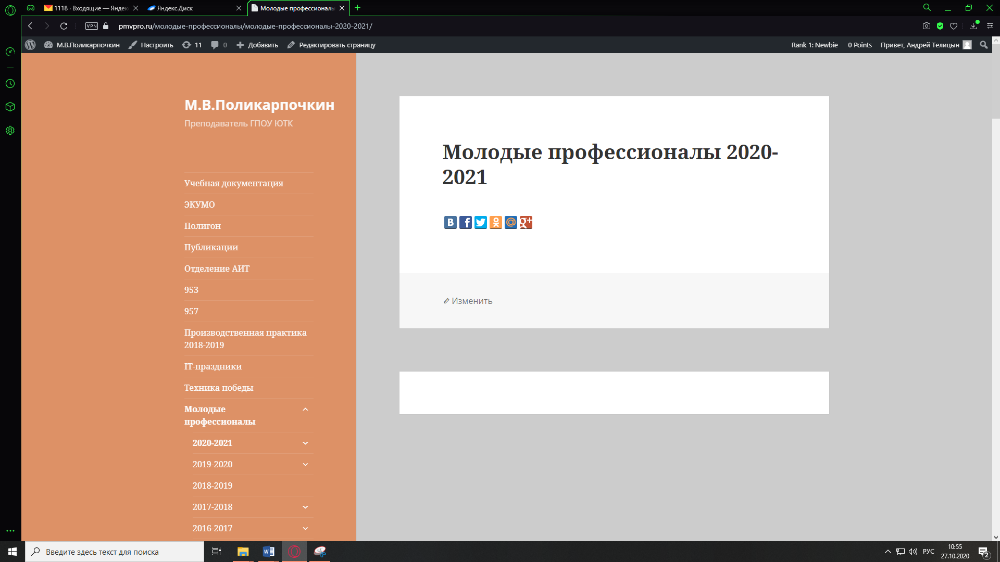 1118 · Входящие — Яндек
Яндекс.Диск
Молодые профессионалы
VPN
pmvpro.ru/молодые-профессионалы/молодые-профессионалы-2020-2021/
М.В.Поликарпочкин
Настроить
11
0
Добавить
Редактировать страницу
Rank 1: Newbie
0 Points
Привет, Андрей Телицын
М.В.Поликарпочкин
Преподаватель ГПОУ ЮТК
Учебная документация
ЭКУМО
Полигон
Публикации
Отделение АИТ
953
957
Производственная практика
2018-2019
IT-праздники
Техника победы
Молодые
профессионалы
2020-2021
2019-2020
2018-2019
2017-2018
2016-2017
Молодые профессионалы 2020-
2021
Изменить
Введите здесь текст для поиска
РУС
10:55
27.10.2020
2